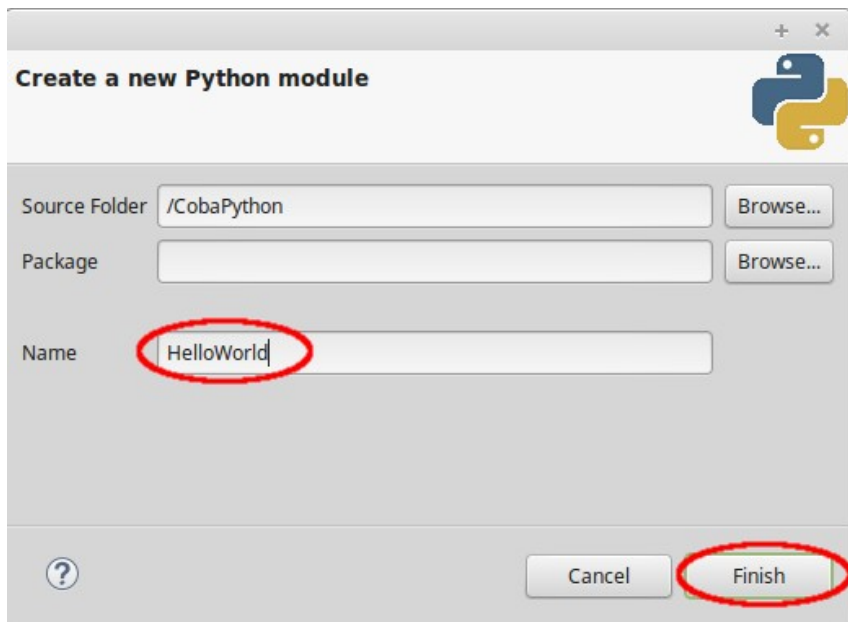 Create a new Python module
Source Folder /CobaPython Browse...
Package Browse...
Name HelloWorld
? Cancel Finish